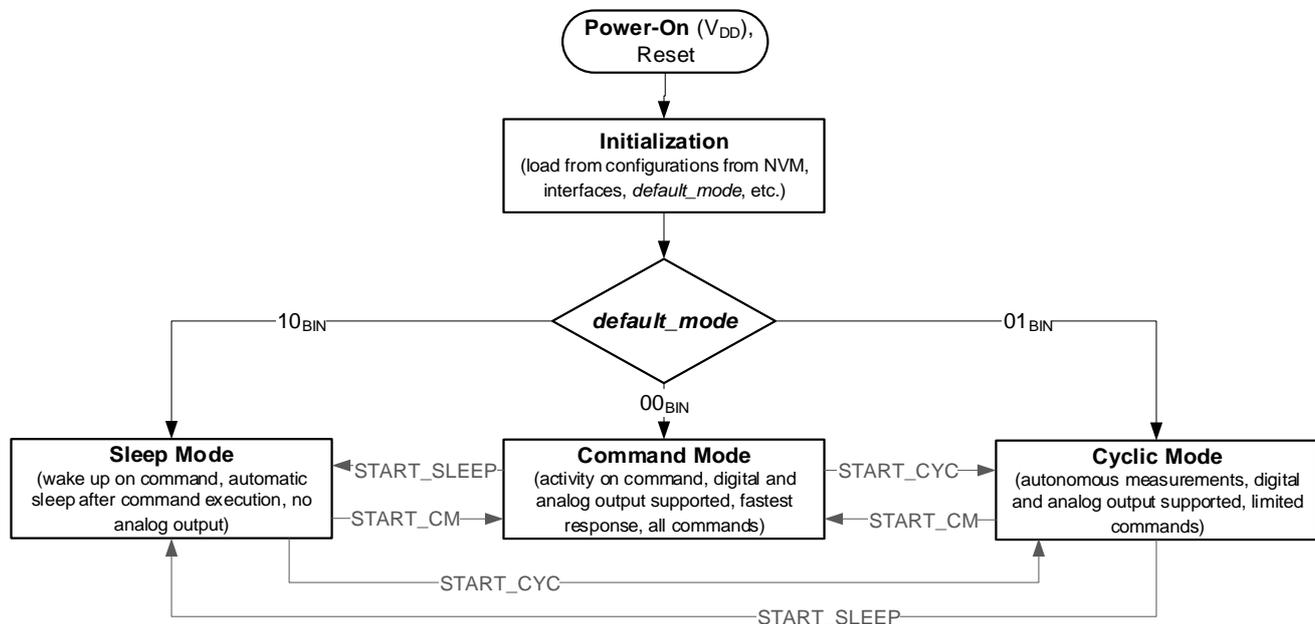 Power-On (VDD),
Reset
Initialization
(load from configurations from NVM,
interfaces, default_mode, etc.)
default_mode
10BIN
01BIN
00BIN
Sleep Mode
(wake up on command, automatic
sleep after command execution, no
analog output)
START_SLEEP
START_CM
Command Mode
(activity on command, digital and
analog output supported, fastest
response, all commands)
START_CYC
START_CM
Cyclic Mode
(autonomous measurements, digital
and analog output supported, limited
commands)
START_CYC
START_SLEEP